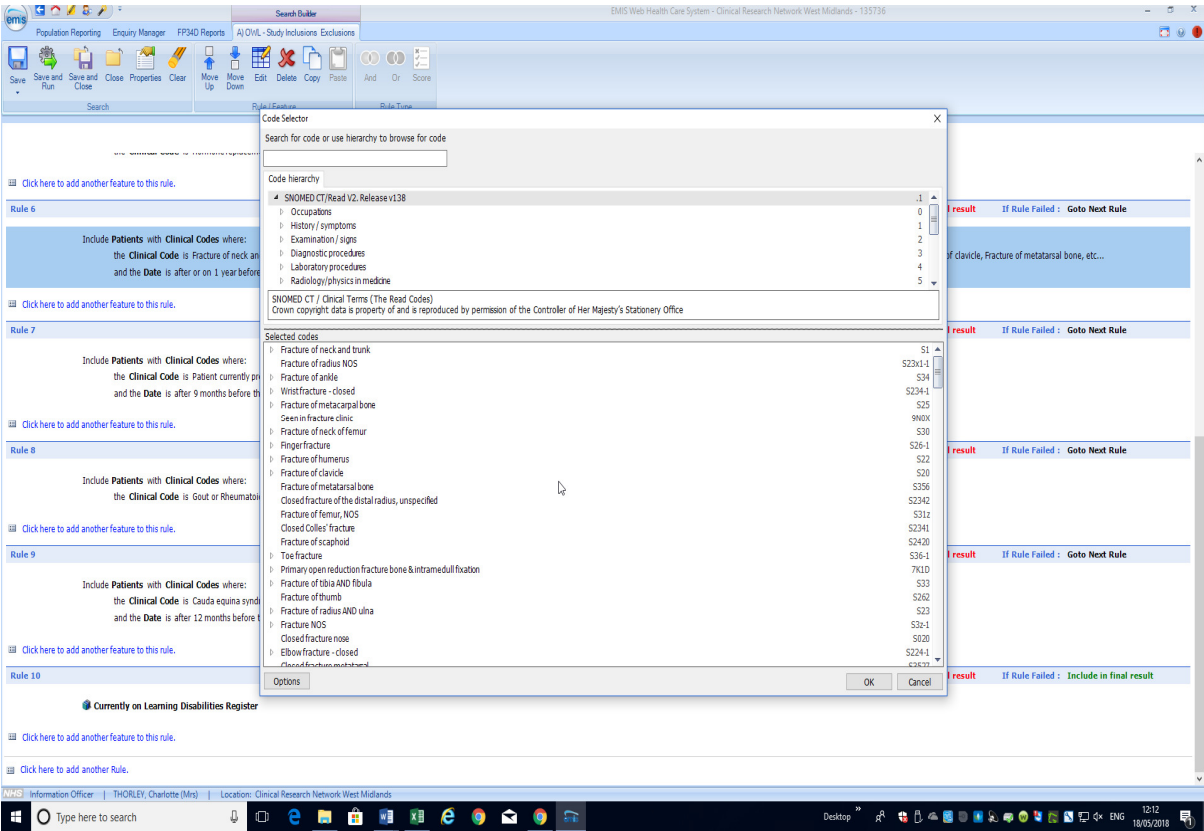 emis
Search Builder
EMIS Web Health Care System - Clinical Research Network West Midlands - 135736
Population Reporting Enquiry Manager FP34D Reports A) OWL - Study Inclusions Exclusions
Save Save and Run Save and Close Close Properties Clear Move Up Move Down Edit Delete Copy Paste And Or Score
Search Rule / Feature Rule Type
Code Selector X
Search for code or use hierarchy to browse for code
Code hierarchy
SNOMED CT/Read V2. Release v138 .1
Occupations 0
History / symptoms 1
Examination / signs 2
Diagnostic procedures 3
Laboratory procedures 4
Radiology/physics in medicine 5
SNOMED CT / Clinical Terms (The Read Codes)
Crown copyright data is property of and is reproduced by permission of the Controller of Her Majesty's Stationery Office
Selected codes
Fracture of neck and trunk S1
Fracture of radius NOS S23x1-1
Fracture of ankle S34
Wrist fracture - closed S234-1
Fracture of metacarpal bone S25
Seen in fracture clinic 9N0X
Fracture of neck of femur S30
Finger fracture S26-1
Fracture of humerus S22
Fracture of clavicle S20
Fracture of metatarsal bone S356
Closed fracture of the distal radius, unspecified S2342
Fracture of femur, NOS S31z
Closed Colles' fracture S2341
Fracture of scaphoid S2420
Toe fracture S36-1
Primary open reduction fracture bone & intramedull fixation 7K1D
Fracture of tibia AND fibula S33
Fracture of thumb S262
Fracture of radius AND ulna S23
Fracture NOS S3z-1
Closed fracture nose S020
Elbow fracture - closed S224-1
Closed fracture metatarsal S3527
Options OK Cancel
the Clinical Code is Hormone replacem
Click here to add another feature to this rule.
Rule 6 l result If Rule Failed : Goto Next Rule
Include Patients with Clinical Codes where:
the Clinical Code is Fracture of neck an of clavicle, Fracture of metatarsal bone, etc...
and the Date is after or on 1 year before
Click here to add another feature to this rule.
Rule 7 l result If Rule Failed : Goto Next Rule
Include Patients with Clinical Codes where:
the Clinical Code is Patient currently pr
and the Date is after 9 months before th
Click here to add another feature to this rule.
Rule 8 l result If Rule Failed : Goto Next Rule
Include Patients with Clinical Codes where:
the Clinical Code is Gout or Rheumatoi
Click here to add another feature to this rule.
Rule 9 l result If Rule Failed : Goto Next Rule
Include Patients with Clinical Codes where:
the Clinical Code is Cauda equina synd
and the Date is after 12 months before t
Click here to add another feature to this rule.
Rule 10 l result If Rule Failed : Include in final result
Currently on Learning Disabilities Register
Click here to add another feature to this rule.
Click here to add another Rule.
NHS Information Officer | THORLEY, Charlotte (Mrs) | Location: Clinical Research Network West Midlands
Type here to search
Desktop ENG 12:12
18/05/2018